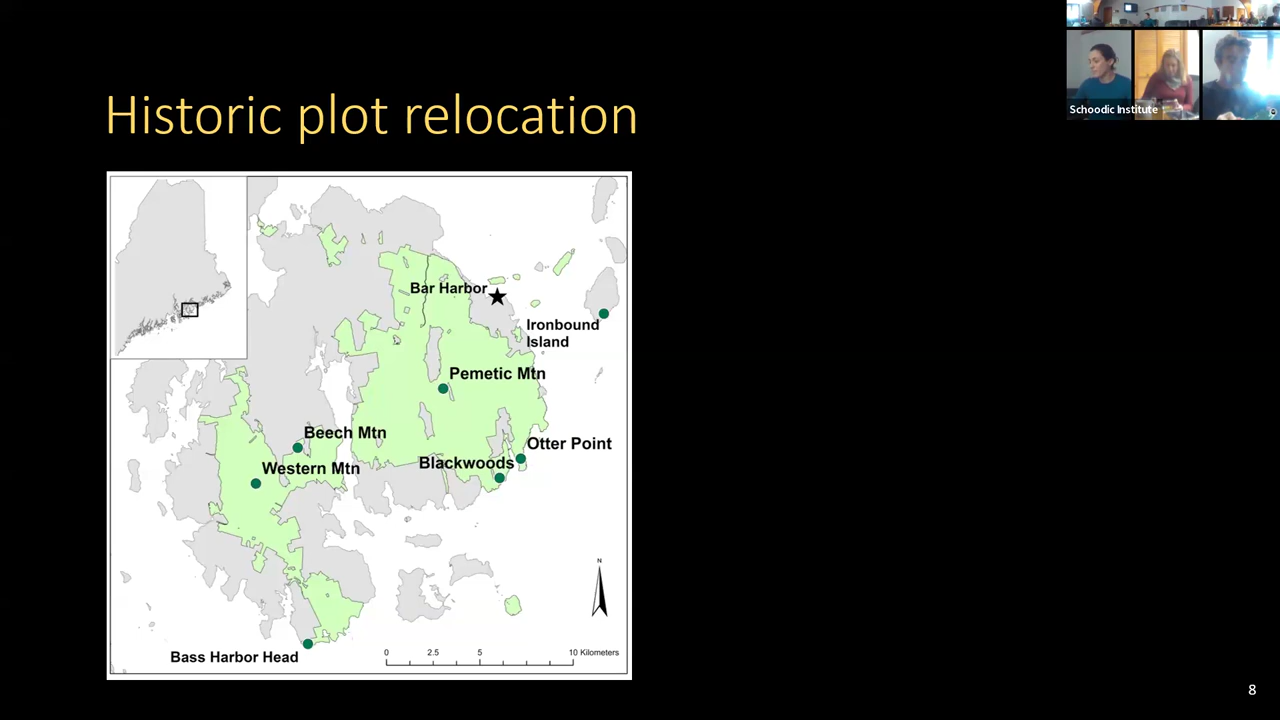 Schoodic Institute
Historic plot relocation
Bar Harbor
Ironbound
Island
Pemetic Mtn
Beech Mtn
Otter Point
Western Mtn
Blackwoods
N
Bass Harbor Head
0 2.5 5 10 Kilometers
8